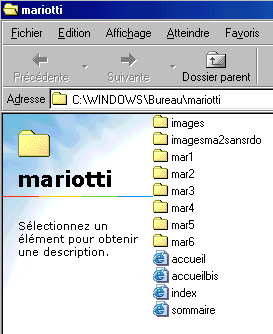 mariotti
Fichier Edition Affichage Atteindre Favoris
Précédente Suivante Dossier parent
Adresse C:\WINDOWS\Bureau\mariotti
mariotti
Sélectionnez un
élément pour obtenir
une description.
images
imagesma2sansrdo
mar1
mar2
mar3
mar4
mar5
mar6
accueil
accueilbis
index
sommaire